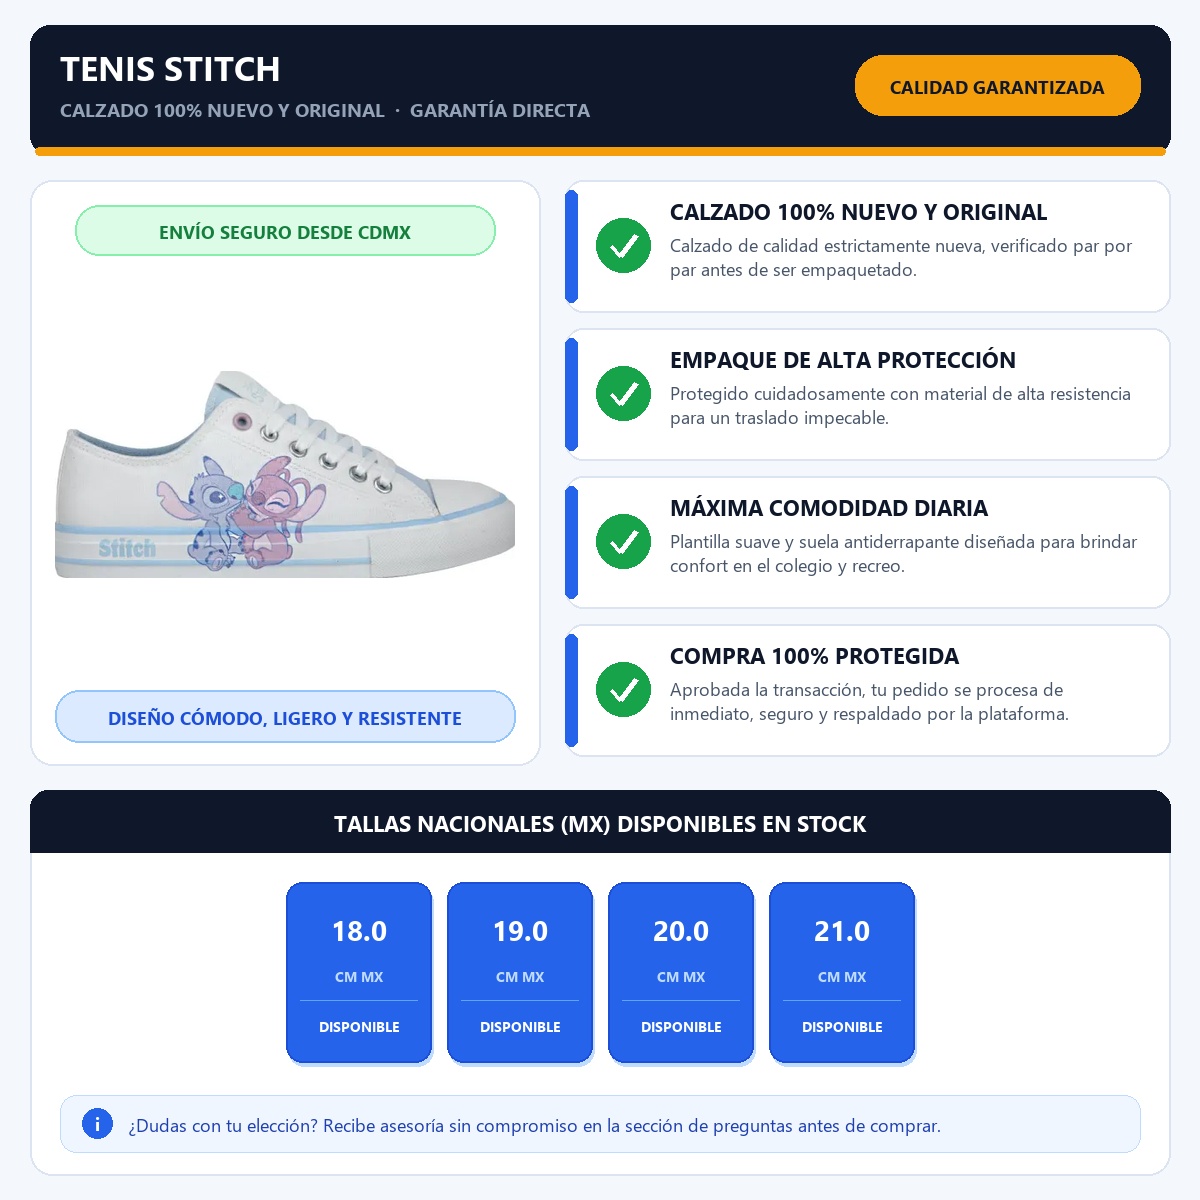 TENIS STITCH
CALZADO 100% NUEVO Y ORIGINAL · GARANTÍA DIRECTA
CALIDAD GARANTIZADA
ENVÍO SEGURO DESDE CDMX
Stitch
DISEÑO CÓMODO, LIGERO Y RESISTENTE
CALZADO 100% NUEVO Y ORIGINAL
Calzado de calidad estrictamente nueva, verificado par por
par antes de ser empaquetado.
EMPAQUE DE ALTA PROTECCIÓN
Protegido cuidadosamente con material de alta resistencia
para un traslado impecable.
MÁXIMA COMODIDAD DIARIA
Plantilla suave y suela antiderrapante diseñada para brindar
confort en el colegio y recreo.
COMPRA 100% PROTEGIDA
Aprobada la transacción, tu pedido se procesa de
inmediato, seguro y respaldado por la plataforma.
TALLAS NACIONALES (MX) DISPONIBLES EN STOCK
18.0
CM MX
DISPONIBLE
19.0
CM MX
DISPONIBLE
20.0
CM MX
DISPONIBLE
21.0
CM MX
DISPONIBLE
¿Dudas con tu elección? Recibe asesoría sin compromiso en la sección de preguntas antes de comprar.